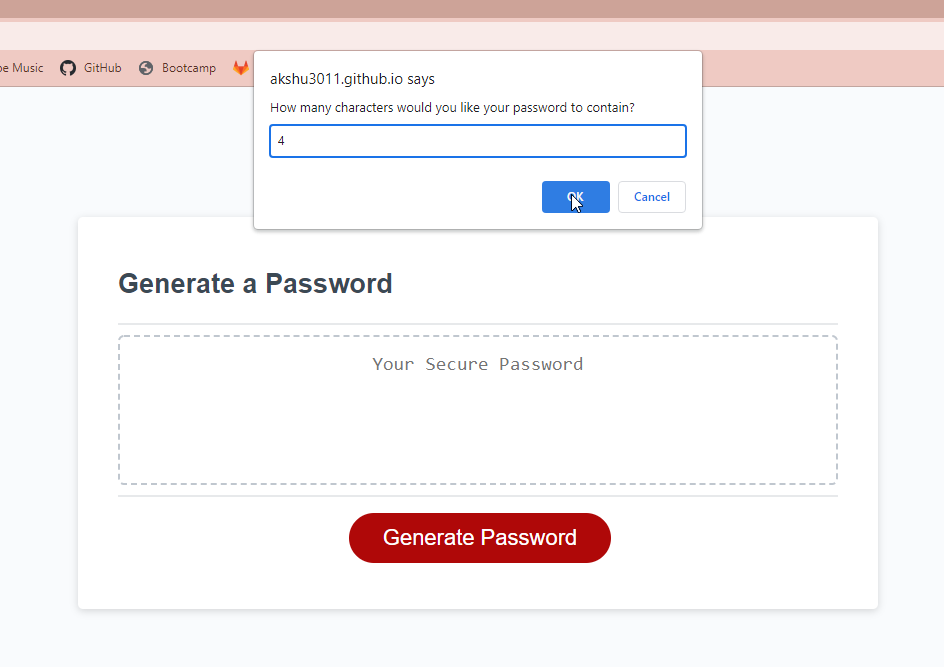 be Music GitHub Bootcamp
akshu3011.github.io says
How many characters would you like your password to contain?
4
OK Cancel
Generate a Password
Your Secure Password
Generate Password